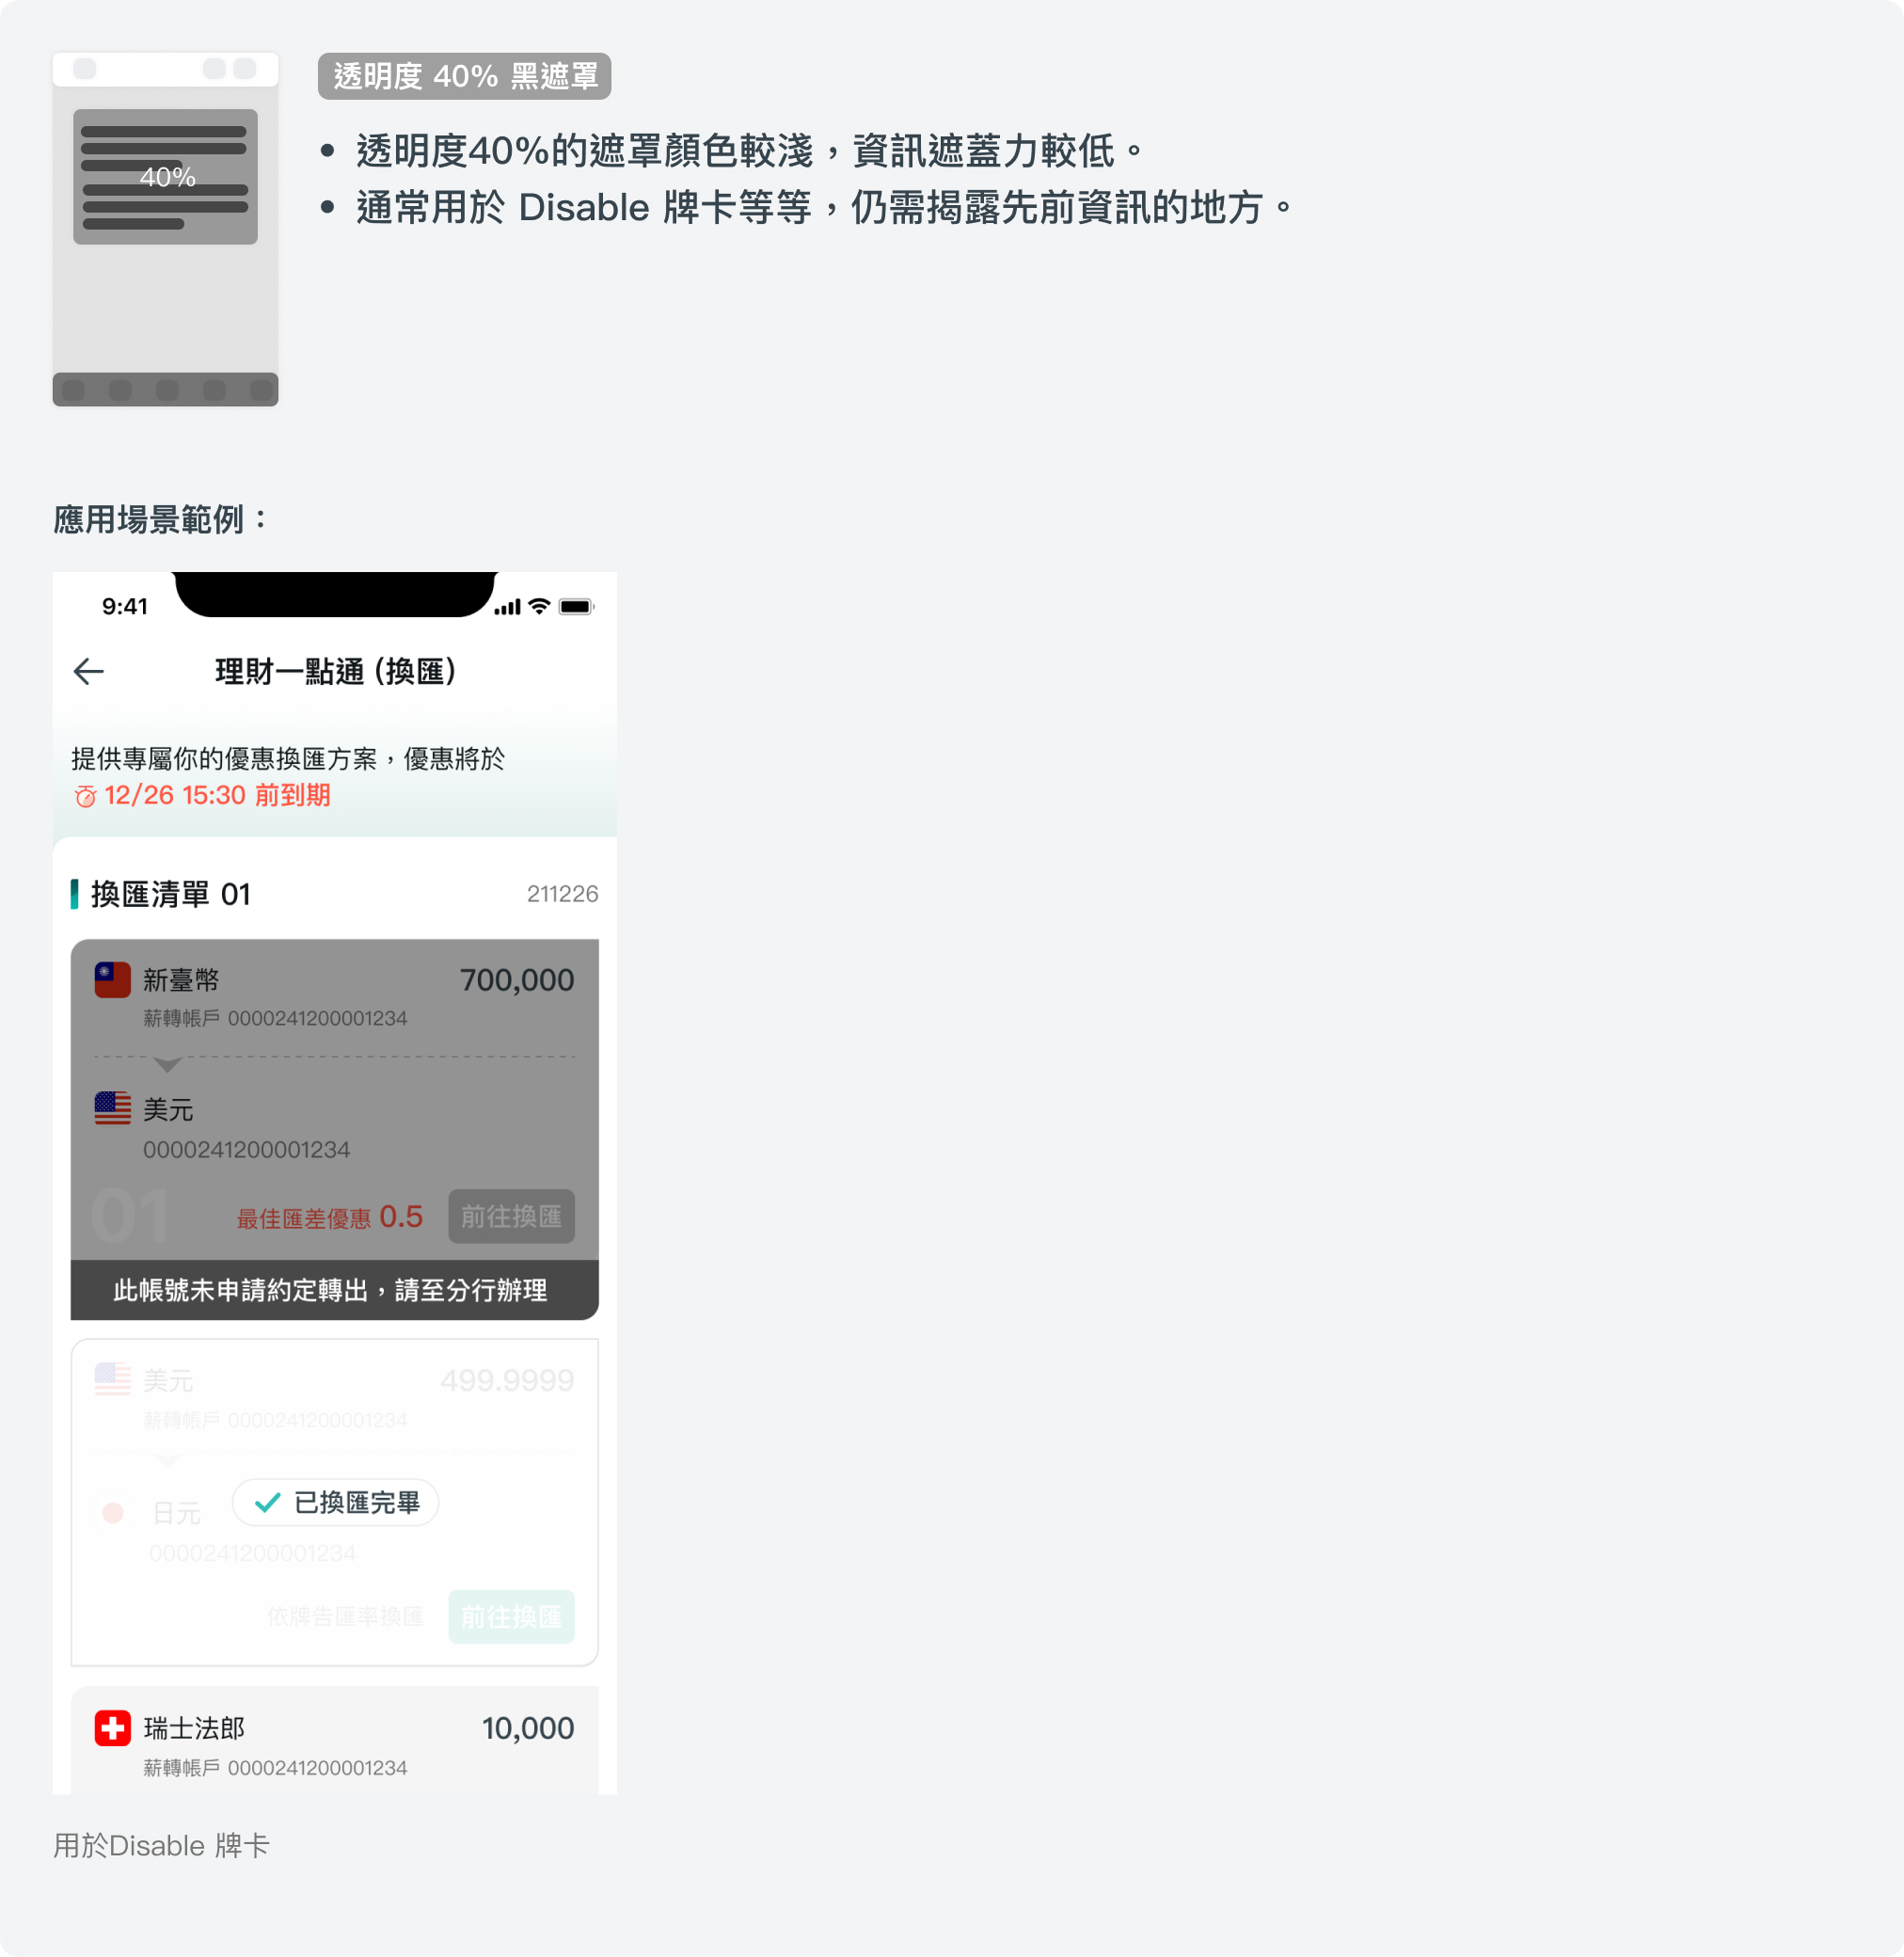 40%
透明度 40% 黑遮罩
• 透明度40%的遮罩顏色較淺，資訊遮蓋力較低。
• 通常用於 Disable 牌卡等等，仍需揭露先前資訊的地方。
應用場景範例：
9:41
理財一點通 (換匯)
提供專屬你的優惠換匯方案，優惠將於
12/26 15:30 前到期
換匯清單 01
211226
新臺幣
700,000
薪轉帳戶 0000241200001234
美元
0000241200001234
01
最佳匯差優惠 0.5
前往換匯
此帳號未申請約定轉出，請至分行辦理
美元
499.9999
薪轉帳戶 0000241200001234
已換匯完畢
日元
0000241200001234
依牌告匯率換匯
前往換匯
瑞士法郎
10,000
薪轉帳戶 0000241200001234
用於Disable 牌卡